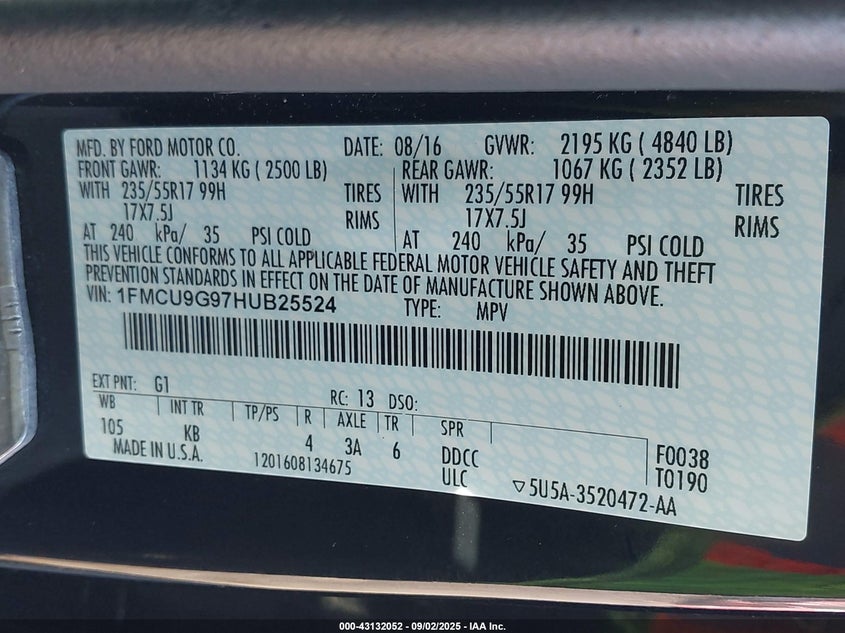 MFD. BY FORD MOTOR CO. DATE: 08/16 GVWR: 2195 KG ( 4840 LB)
FRONT GAWR: 1134 KG ( 2500 LB) REAR GAWR: 1067 KG ( 2352 LB)
WITH 235/55R17 99H TIRES WITH 235/55R17 99H TIRES
17X7.5J RIMS 17X7.5J RIMS
AT 240 kPa/ 35 PSI COLD AT 240 kPa/ 35 PSI COLD
THIS VEHICLE CONFORMS TO ALL APPLICABLE FEDERAL MOTOR VEHICLE SAFETY AND THEFT
PREVENTION STANDARDS IN EFFECT ON THE DATE OF MANUFACTURE SHOWN ABOVE.
VIN: 1FMCU9G97HUB25524 TYPE: MPV
EXT PNT: G1 RC: 13 DSO:
WB INT TR TP/PS R AXLE TR SPR
105 KB 4 3A 6 DDCC F0038
MADE IN U.S.A. 1201608134675 ULC T0190
▽5U5A-3520472-AA
000-43132052 - 09/02/2025 - IAA Inc.